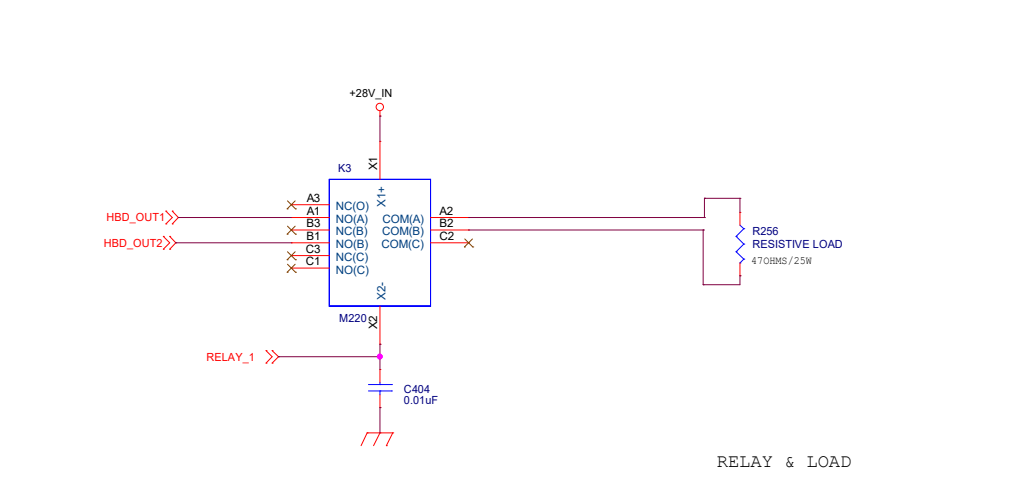 +28V_IN
K3
X1
X1+
A3
NC(O)
HBD_OUT1
A1
NO(A)
COM(A)
A2
B3
NC(B)
COM(B)
B2
HBD_OUT2
B1
NO(B)
COM(C)
C2
C3
NC(C)
C1
NO(C)
R256
RESISTIVE LOAD
47OHMS/25W
X2-
M220
X2
RELAY_1
C404
0.01uF
RELAY & LOAD